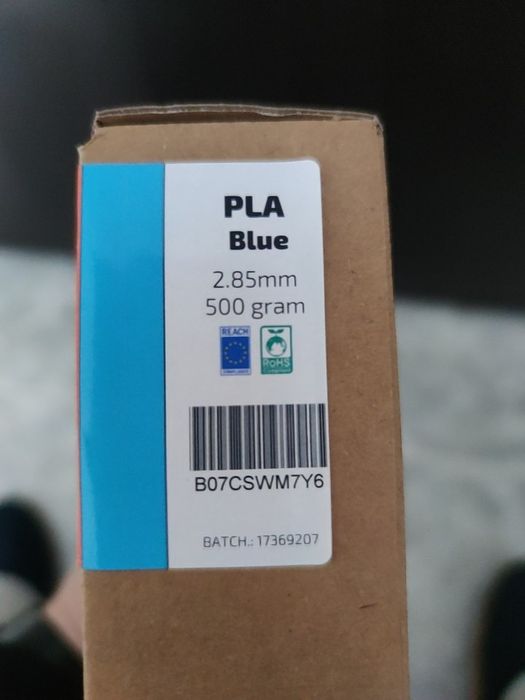 PLA
Blue
2.85mm
500 gram
REACH
RoHS
B07CSWM7Y6
BATCH.: 17369207